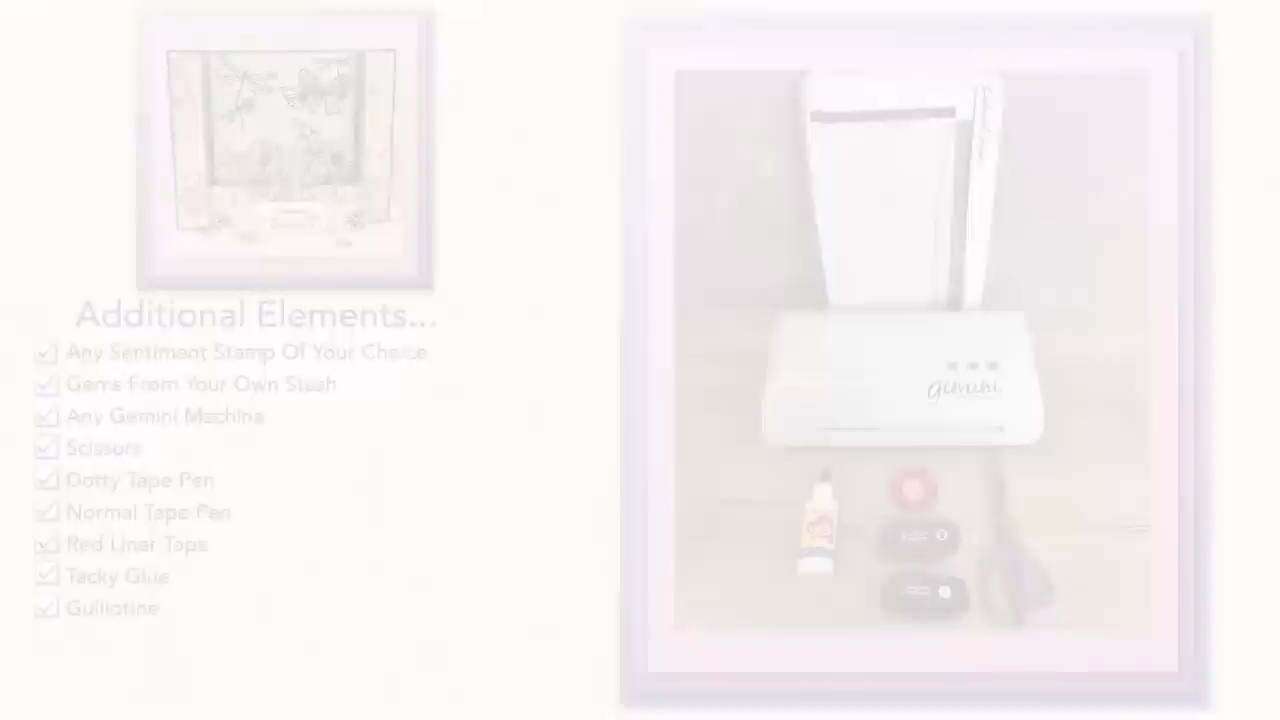 Additional Elements...
Any Sentiment Stamp Of Your Choice
Gems From Your Own Stash
Any Gemini Machine
Scissors
Dotty Tape Pen
Normal Tape Pen
Red Liner Tape
Tacky Glue
Guillotine
gemini